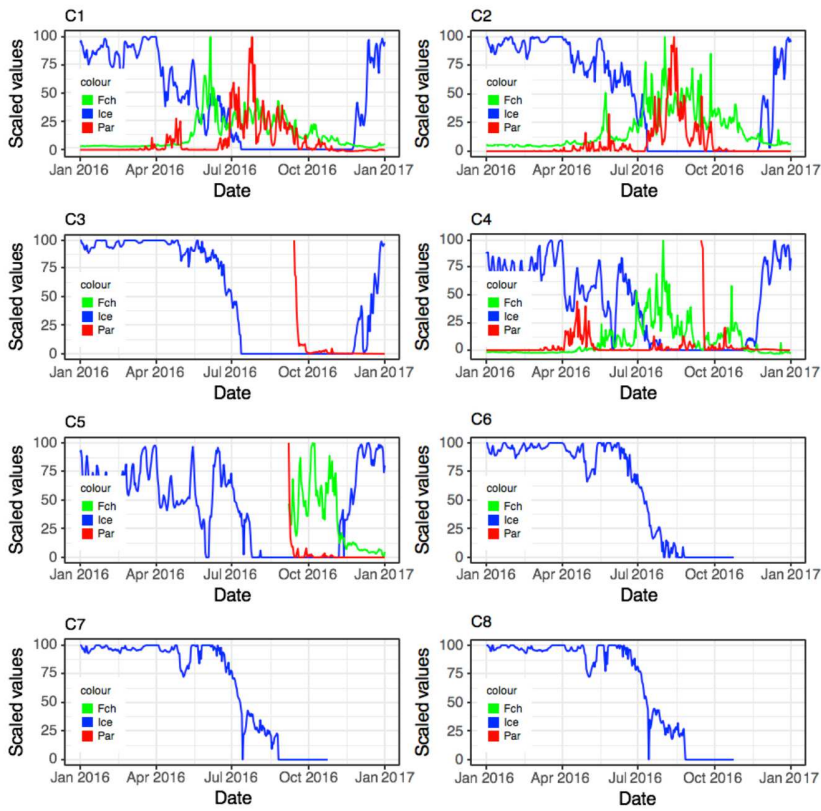 C1
100
75
50
25
0
Scaled values
colour
Fch
Ice
Par
Jan 2016 Apr 2016 Jul 2016 Oct 2016 Jan 2017
Date
C2
100
75
50
25
0
Scaled values
colour
Fch
Ice
Par
Jan 2016 Apr 2016 Jul 2016 Oct 2016 Jan 2017
Date
C3
100
75
50
25
0
Scaled values
colour
Fch
Ice
Par
Jan 2016 Apr 2016 Jul 2016 Oct 2016 Jan 2017
Date
C4
100
75
50
25
0
Scaled values
colour
Fch
Ice
Par
Jan 2016 Apr 2016 Jul 2016 Oct 2016 Jan 2017
Date
C5
100
75
50
25
0
Scaled values
colour
Fch
Ice
Par
Jan 2016 Apr 2016 Jul 2016 Oct 2016 Jan 2017
Date
C6
100
75
50
25
0
Scaled values
colour
Fch
Ice
Par
Jan 2016 Apr 2016 Jul 2016 Oct 2016 Jan 2017
Date
C7
100
75
50
25
0
Scaled values
colour
Fch
Ice
Par
Jan 2016 Apr 2016 Jul 2016 Oct 2016 Jan 2017
Date
C8
100
75
50
25
0
Scaled values
colour
Fch
Ice
Par
Jan 2016 Apr 2016 Jul 2016 Oct 2016 Jan 2017
Date